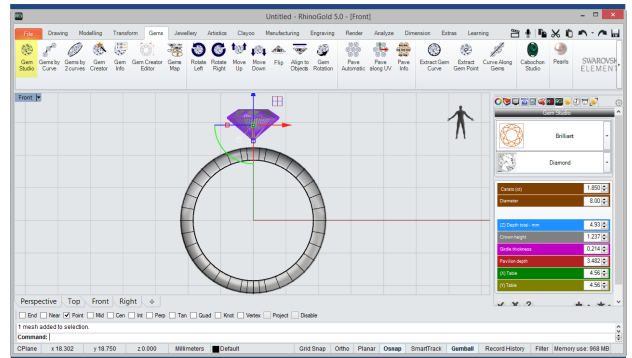 Untitled - RhinoGold 5.0 - [Front]
File Drawing Modelling Transform Gems Jewellery Artistics Clayoo Manufacturing Engraving Render Analyze Dimension Extras Learning
Gem Studio
Gems by Curve
Gems by 2 curves
Gem Creator
Gem Info
Gem Creator Editor
Gems Map
Rotate Left
Rotate Right
Move Up
Move Down
Flip
Align to Objects
Gem Rotation
Pave Automatic
Pave along UV
Pave Info
Extract Gem Curve
Extract Gem Point
Curve Along Gems
Cabochon Studio
Pearls
SWAROVSK
ELEMENT
Front
Gem Studio
Brilliant
Diamond
Carats (ct) 1.850
Diameter 8.00
(Z) Depth total - mm 4.93
Crown height 1.237
Girdle thickness 0.214
Pavilion depth 3.482
(X) Table 4.56
(Y) Table 4.56
Perspective Top Front Right
End Near Point Mid Cen Int Perp Tan Quad Knot Vertex Project Disable
1 mesh added to selection.
Command:
CPlane x 18.302 y 18.750 z 0.000 Millimeters Default Grid Snap Ortho Planar Osnap SmartTrack Gumball Record History Filter Memory use: 968 MB